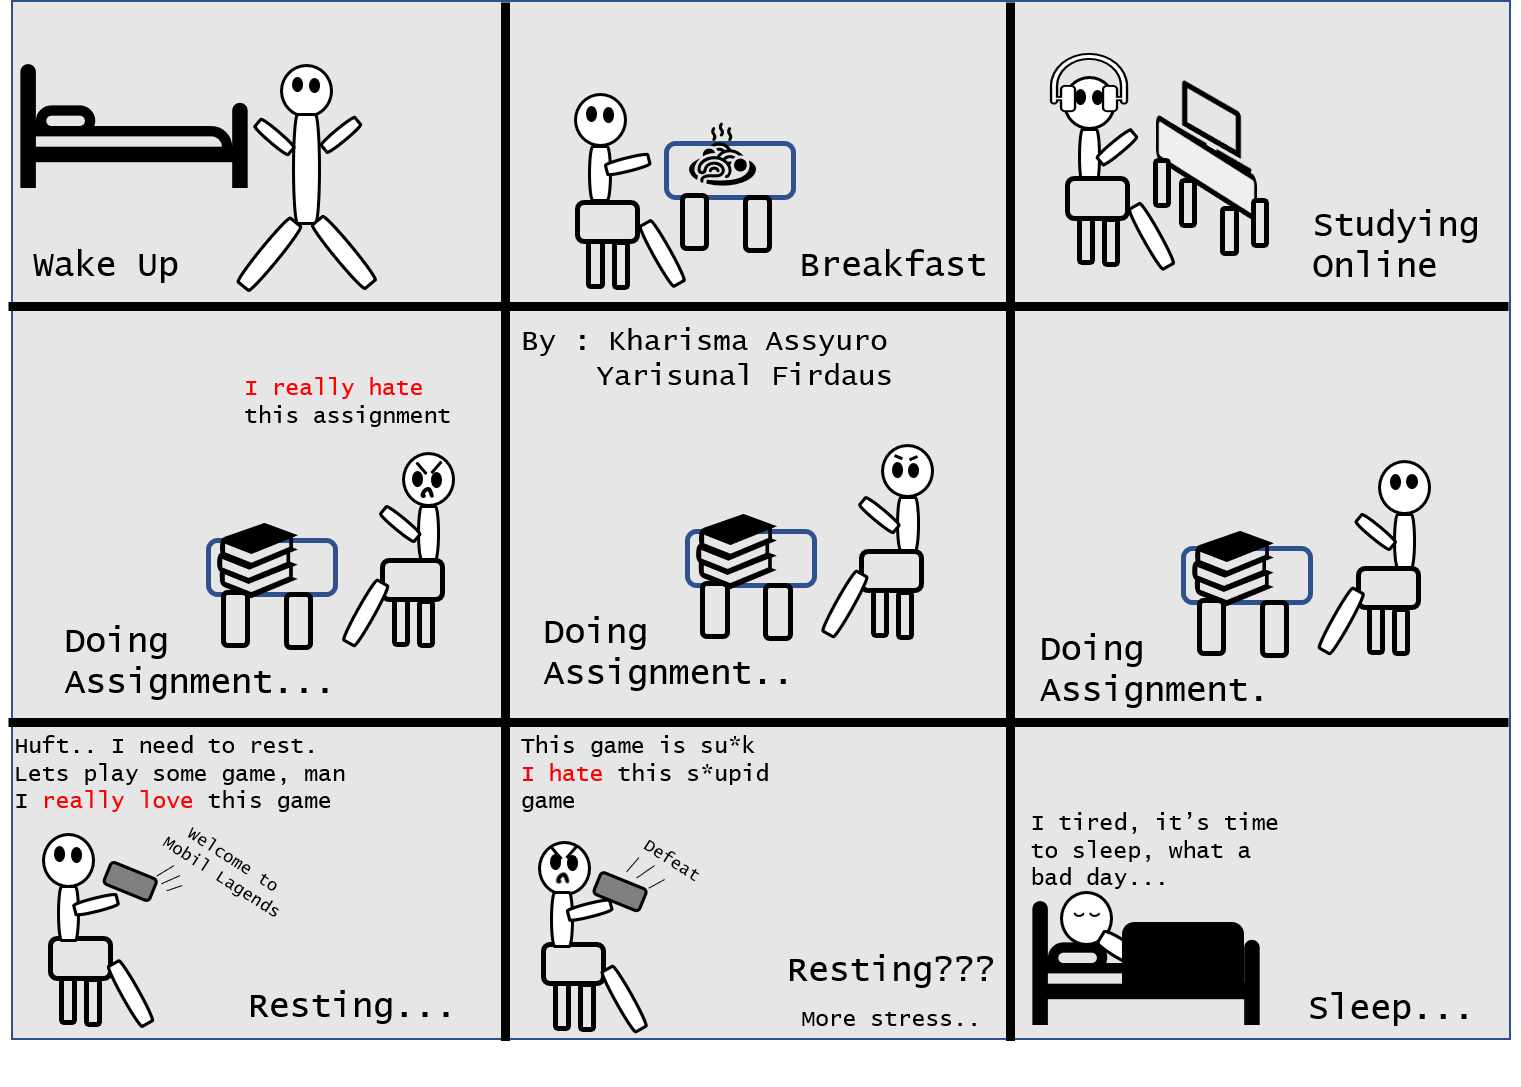 Wake Up
Breakfast
Studying
Online
I really hate
this assignment
Doing
Assignment...
By : Kharisma Assyuro
Yarisunal Firdaus
Doing
Assignment..
Doing
Assignment.
Huft.. I need to rest.
Lets play some game, man
I really love this game
Welcome to
Mobil Lagends
Resting...
This game is su*k
I hate this s*upid
game
Defeat
Resting???
More stress..
I tired, it's time
to sleep, what a
bad day...
Sleep...